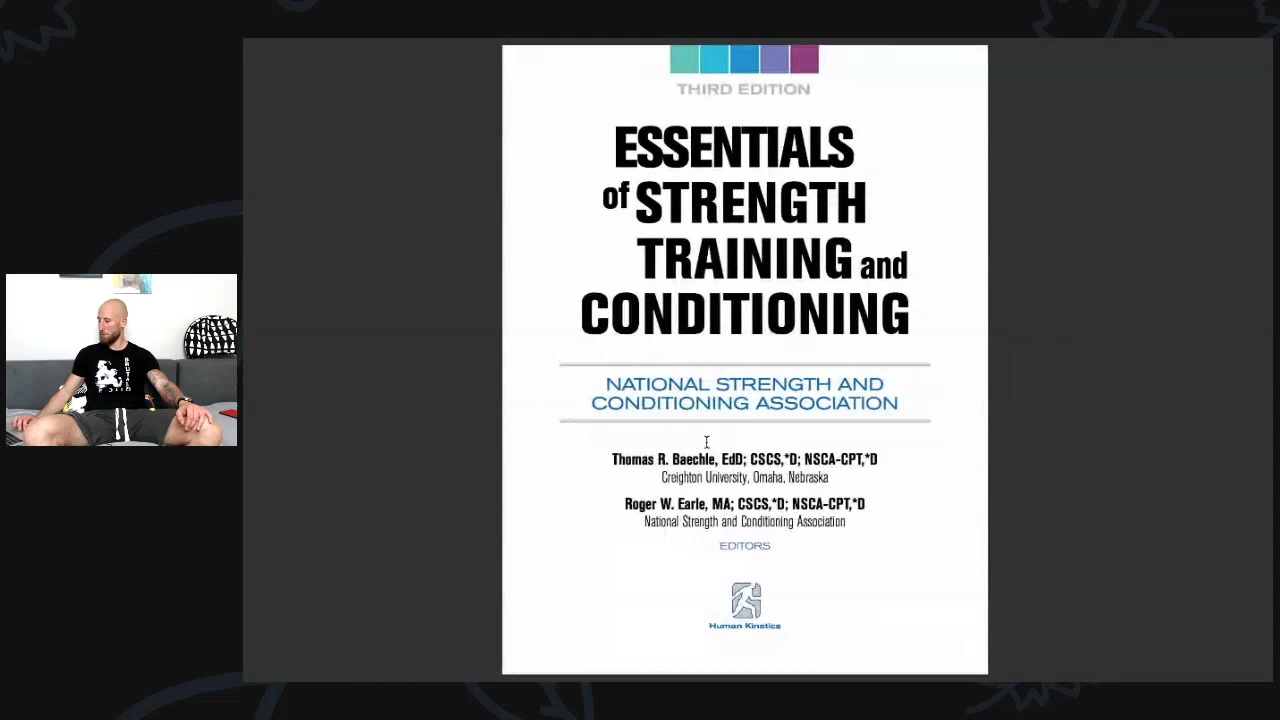 THIRD EDITION
ESSENTIALS
of STRENGTH
TRAINING and
CONDITIONING
NATIONAL STRENGTH AND
CONDITIONING ASSOCIATION
Thomas R. Baechle, EdD; CSCS,*D; NSCA-CPT,*D
Creighton University, Omaha, Nebraska
Roger W. Earle, MA; CSCS,*D; NSCA-CPT,*D
National Strength and Conditioning Association
EDITORS
Human Kinetics